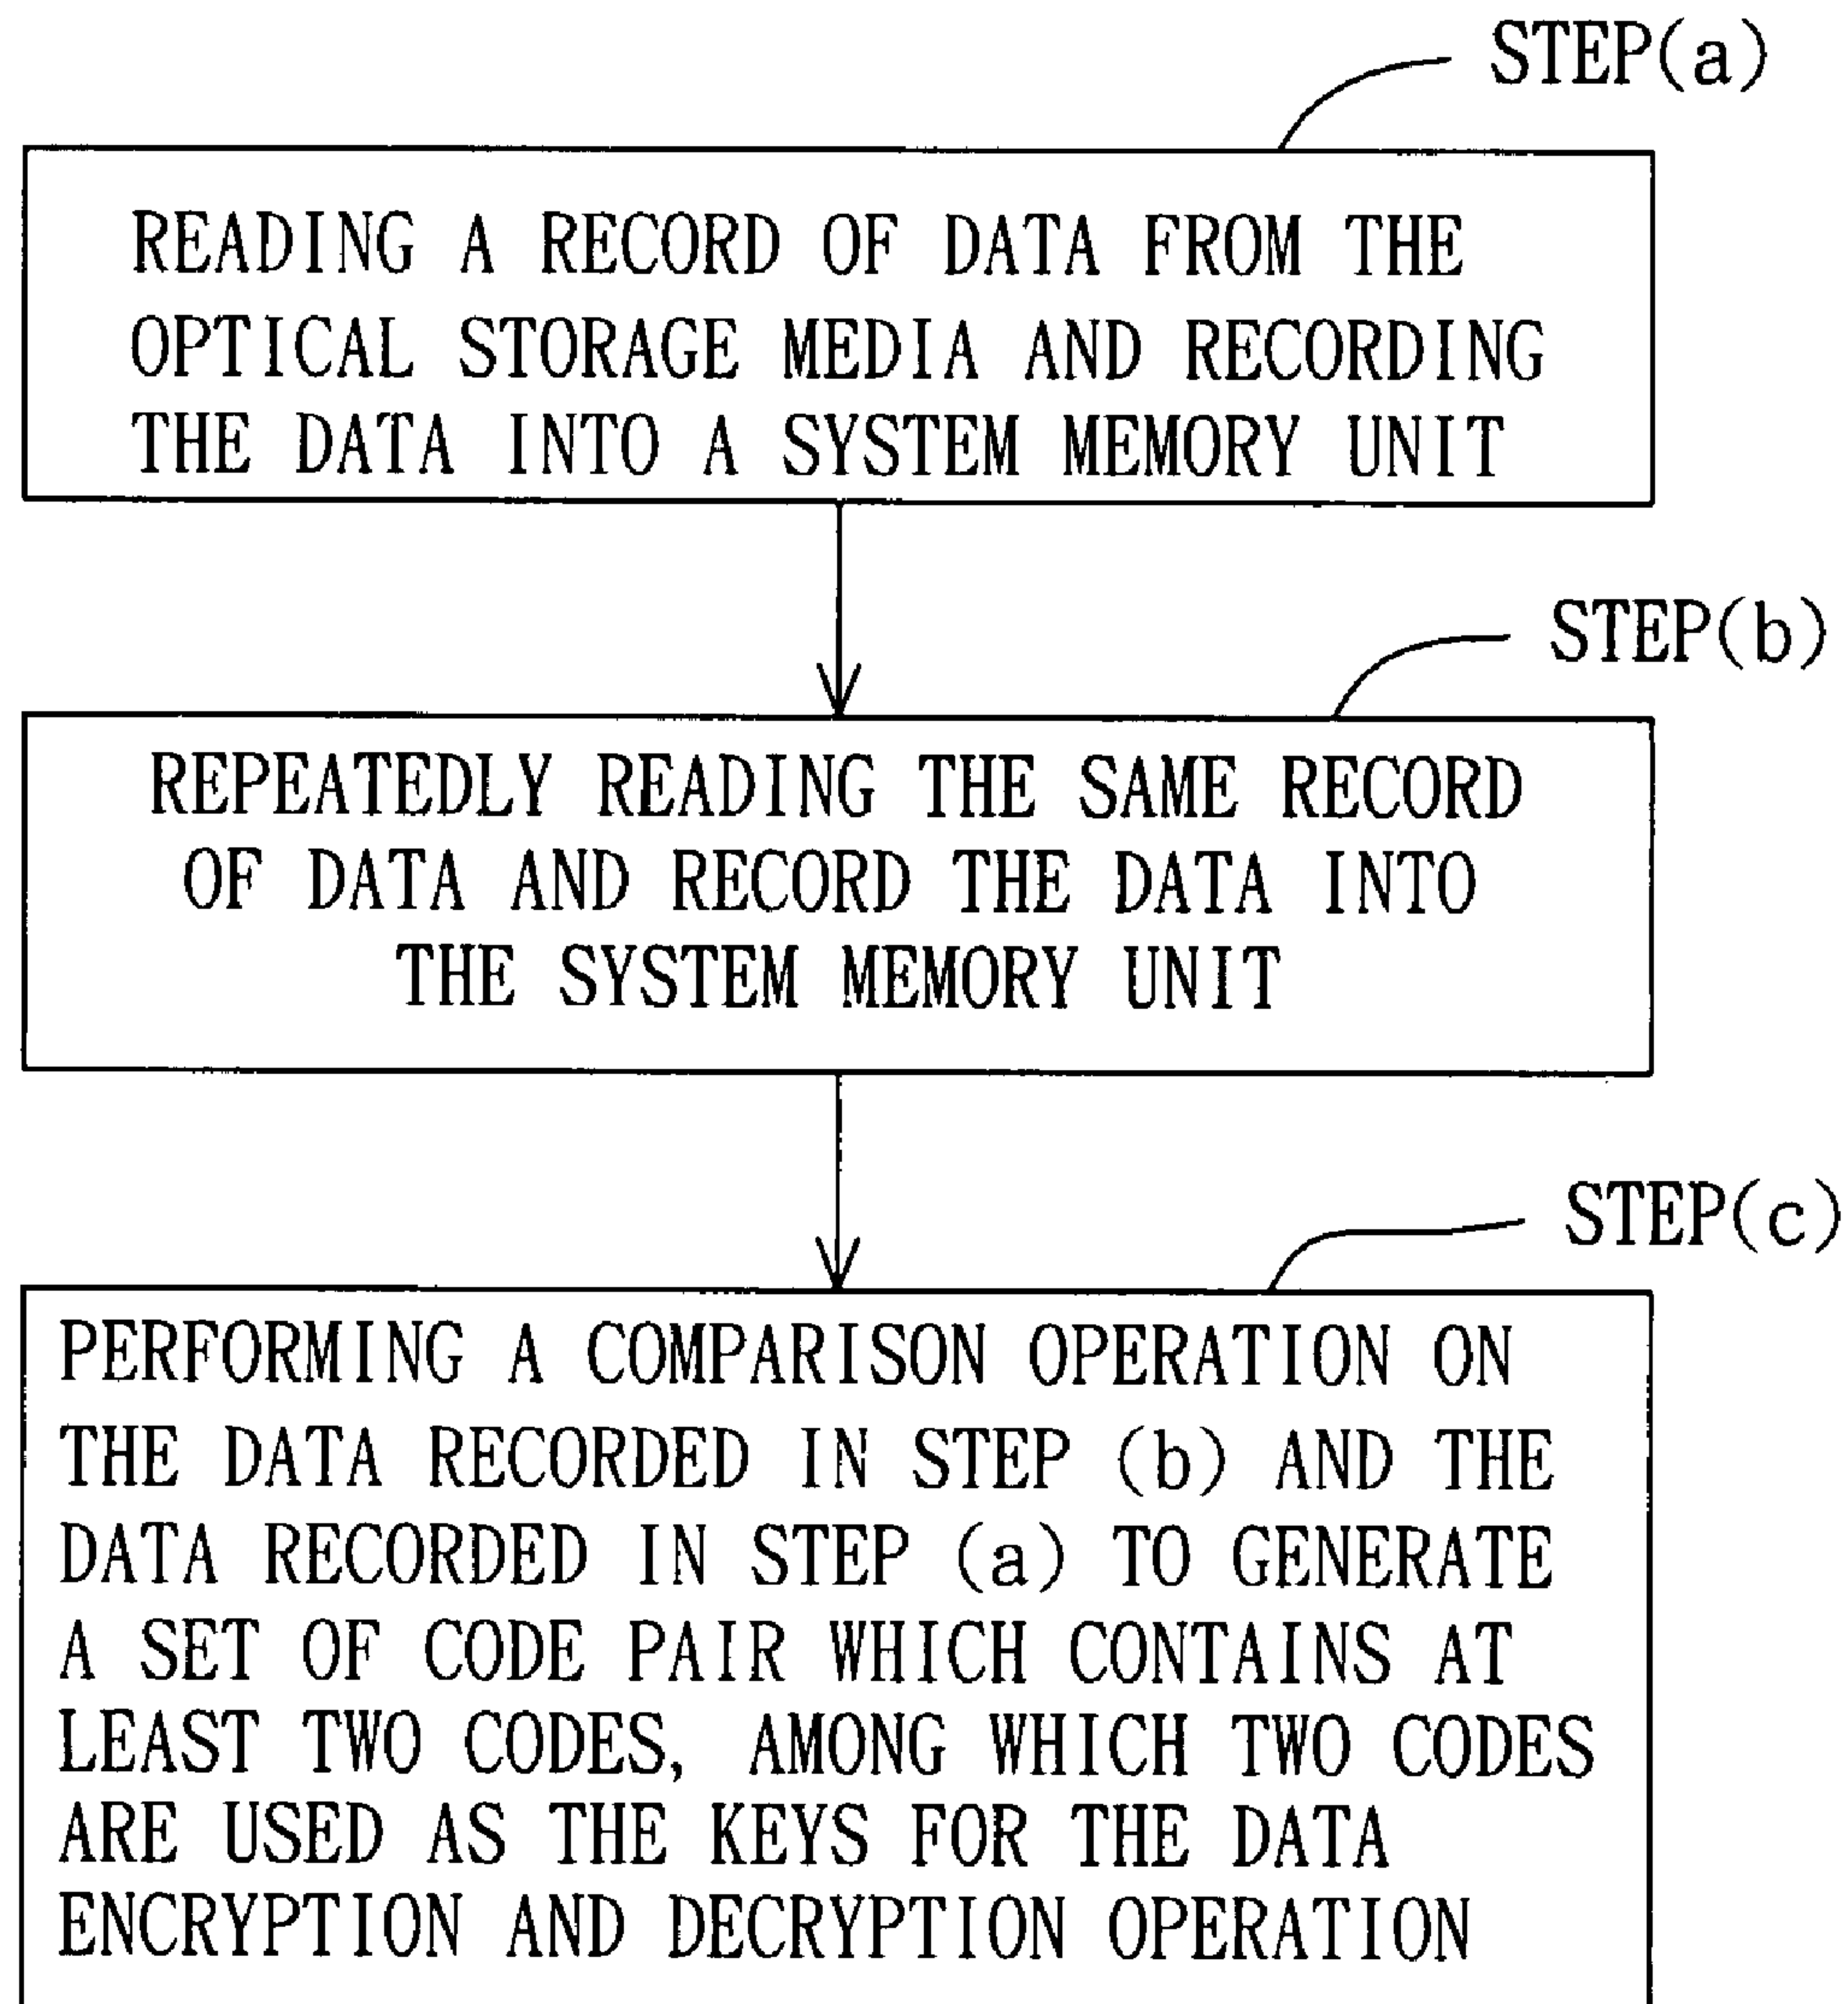 STEP(a)
READING A RECORD OF DATA FROM THE
OPTICAL STORAGE MEDIA AND RECORDING
THE DATA INTO A SYSTEM MEMORY UNIT
STEP(b)
REPEATEDLY READING THE SAME RECORD
OF DATA AND RECORD THE DATA INTO
THE SYSTEM MEMORY UNIT
STEP(c)
PERFORMING A COMPARISON OPERATION ON
THE DATA RECORDED IN STEP (b) AND THE
DATA RECORDED IN STEP (a) TO GENERATE
A SET OF CODE PAIR WHICH CONTAINS AT
LEAST TWO CODES, AMONG WHICH TWO CODES
ARE USED AS THE KEYS FOR THE DATA
ENCRYPTION AND DECRYPTION OPERATION